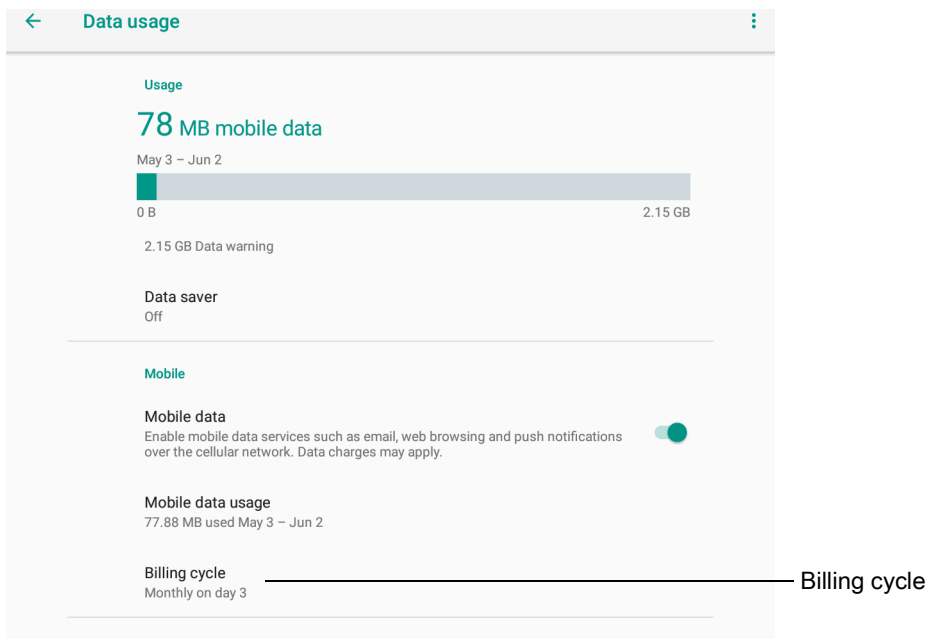 Data usage
Usage
78 MB mobile data
May 3 – Jun 2
0 B 2.15 GB
2.15 GB Data warning
Data saver
Off
Mobile
Mobile data
Enable mobile data services such as email, web browsing and push notifications
over the cellular network. Data charges may apply.
Mobile data usage
77.88 MB used May 3 – Jun 2
Billing cycle
Monthly on day 3
Billing cycle